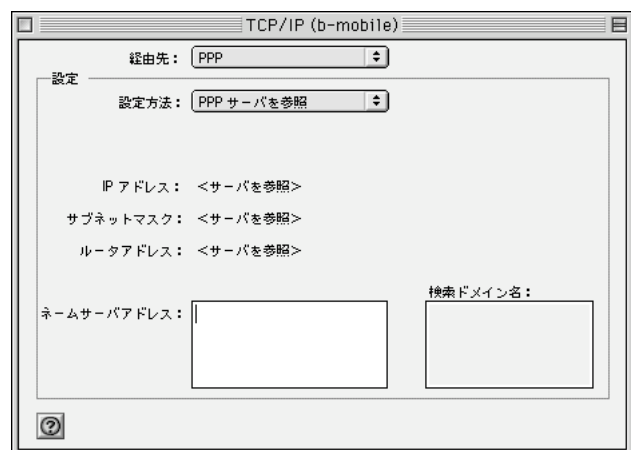 TCP/IP (b-mobile)
経由先： PPP
設定
設定方法： PPP サーバを参照
IP アドレス： <サーバを参照>
サブネットマスク： <サーバを参照>
ルータアドレス： <サーバを参照>
検索ドメイン名：
ネームサーバアドレス：
?